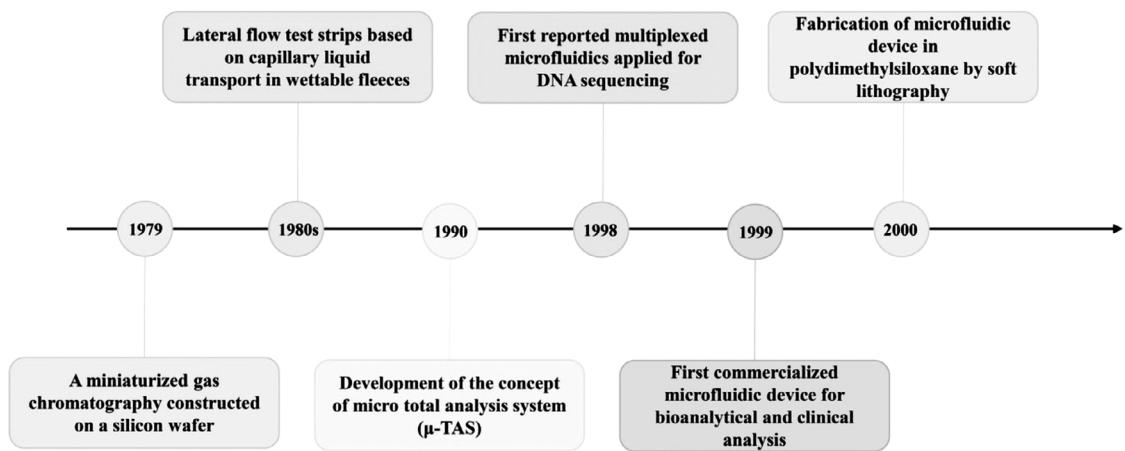 Lateral flow test strips based
on capillary liquid
transport in wettable fleeces
First reported multiplexed
microfluidics applied for
DNA sequencing
Fabrication of microfluidic
device in
polydimethylsiloxane by soft
lithography
1979
1980s
1990
1998
1999
2000
A miniaturized gas
chromatography constructed
on a silicon wafer
Development of the concept
of micro total analysis system
(μ-TAS)
First commercialized
microfluidic device for
bioanalytical and clinical
analysis